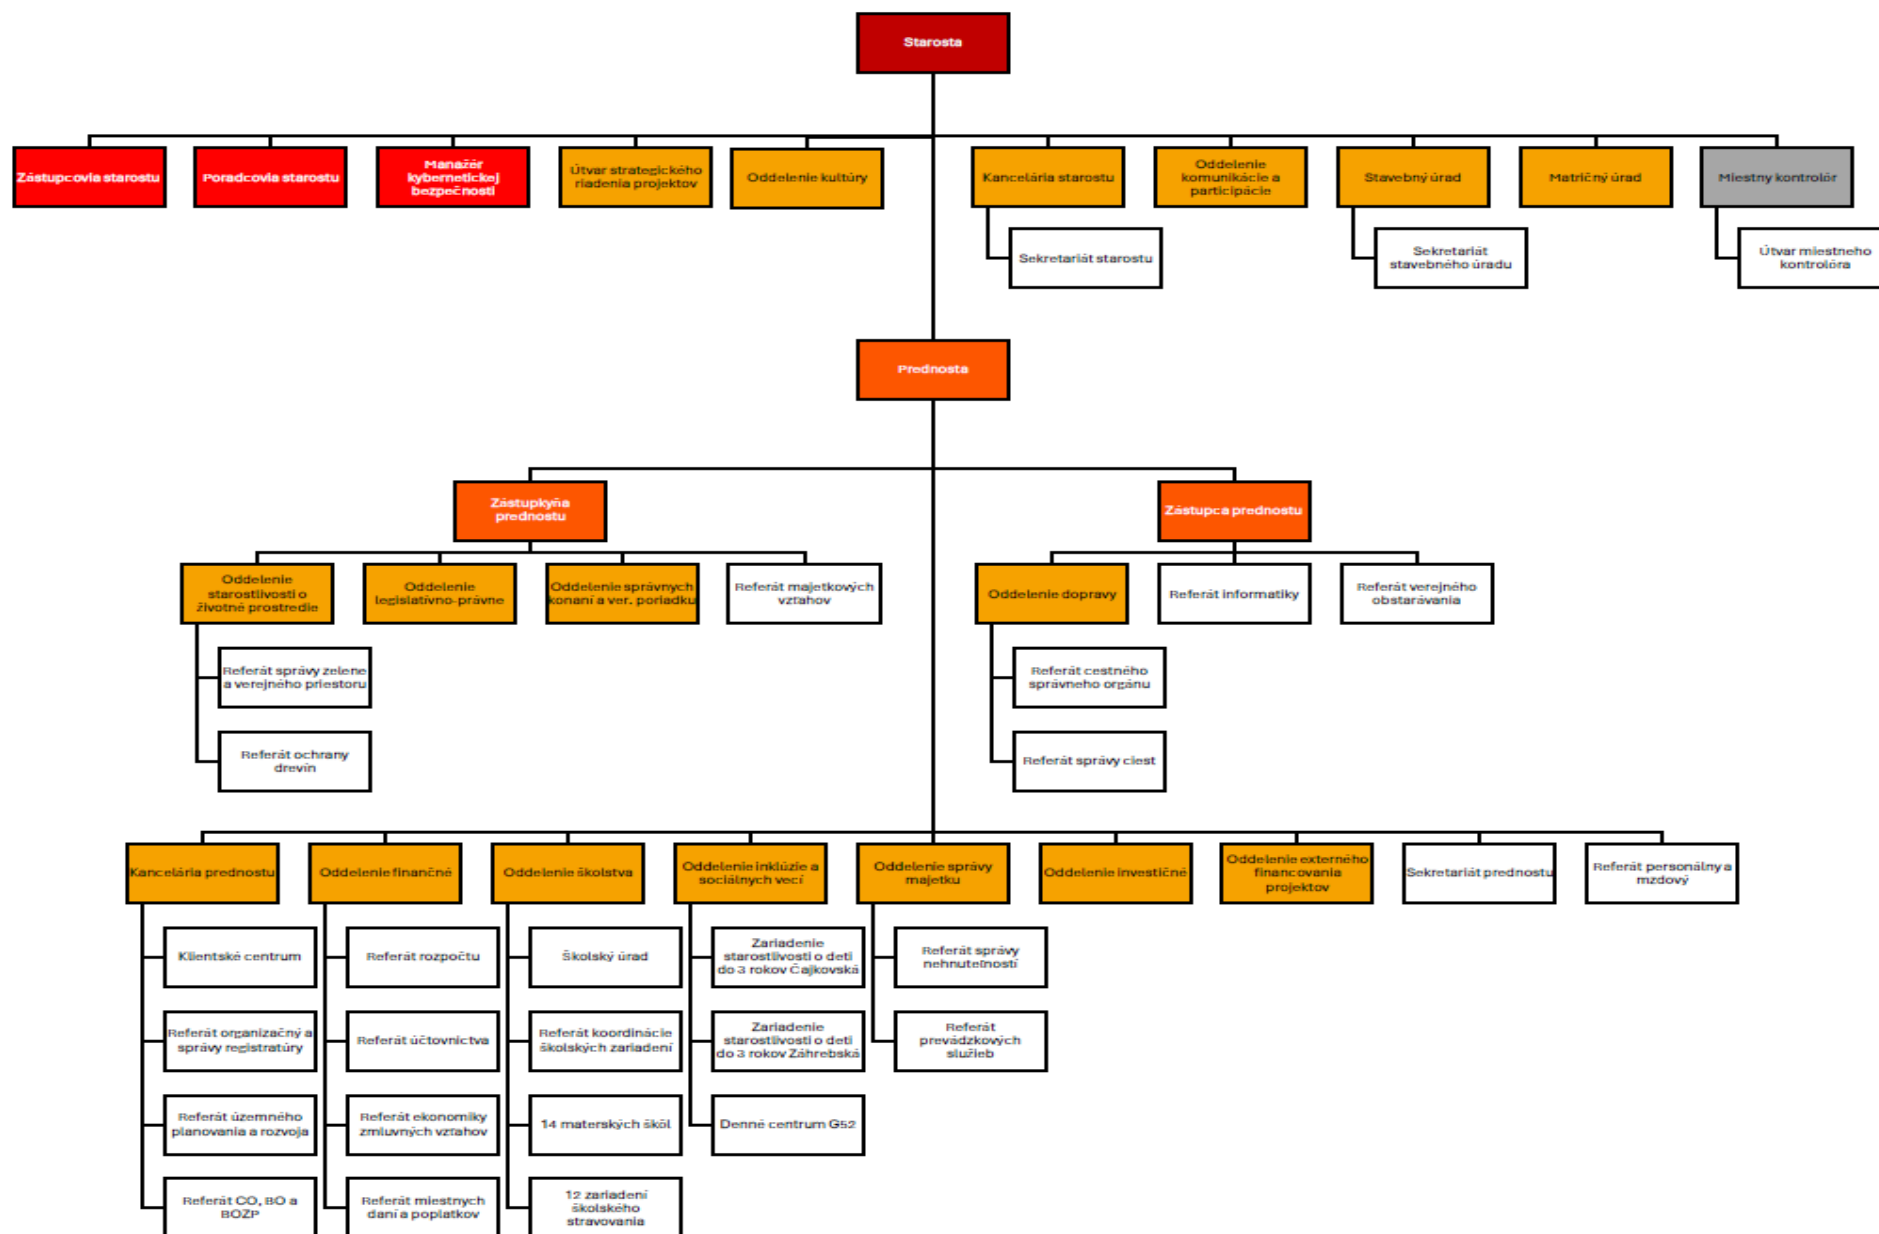 Starosta
Zástupcovia starostu
Poradcovia starostu
Manažér
kybernetickej
bezpečnosti
Útvar strategického
riadenia projektov
Oddelenie kultúry
Kancelária starostu
Oddelenie
komunikácie a
participácie
Stavebný úrad
Matričný úrad
Miestny kontrolór
Sekretariát starostu
Sekretariát
stavebného úradu
Útvar miestneho
kontrolóra
Prednosta
Zástupkyňa
prednostu
Zástupca prednostu
Oddelenie
starostlivosti o
životné prostredie
Oddelenie
legislatívno-právne
Oddelenie správnych
konaní a ver. poriadku
Referát majetkových
vzťahov
Oddelenie dopravy
Referát informatiky
Referát verejného
obstarávania
Referát správy zelene
a verejného priestoru
Referát cestného
správneho orgánu
Referát ochrany
drevín
Referát správy ciest
Kancelária prednostu
Oddelenie finančné
Oddelenie školstva
Oddelenie inklúzie a
sociálnych vecí
Oddelenie správy
majetku
Oddelenie investičné
Oddelenie externého
financovania
projektov
Sekretariát prednostu
Referát personálny a
mzdový
Klientské centrum
Referát rozpočtu
Školský úrad
Zariadenie
starostlivosti o deti
do 3 rokov Čajkovská
Referát správy
nehnuteľností
Referát organizačný a
správy registratúry
Referát účtovníctva
Referát koordinácie
školských zariadení
Zariadenie
starostlivosti o deti
do 3 rokov Záhrebská
Referát
prevádzkových
služieb
Referát územného
planovania a rozvoja
Referát ekonomiky
zmluvných vzťahov
14 materských škôl
Denné centrum G52
Referát CO, BO a
BOZP
Referát miestnych
daní a poplatkov
12 zariadení
školského
stravovania